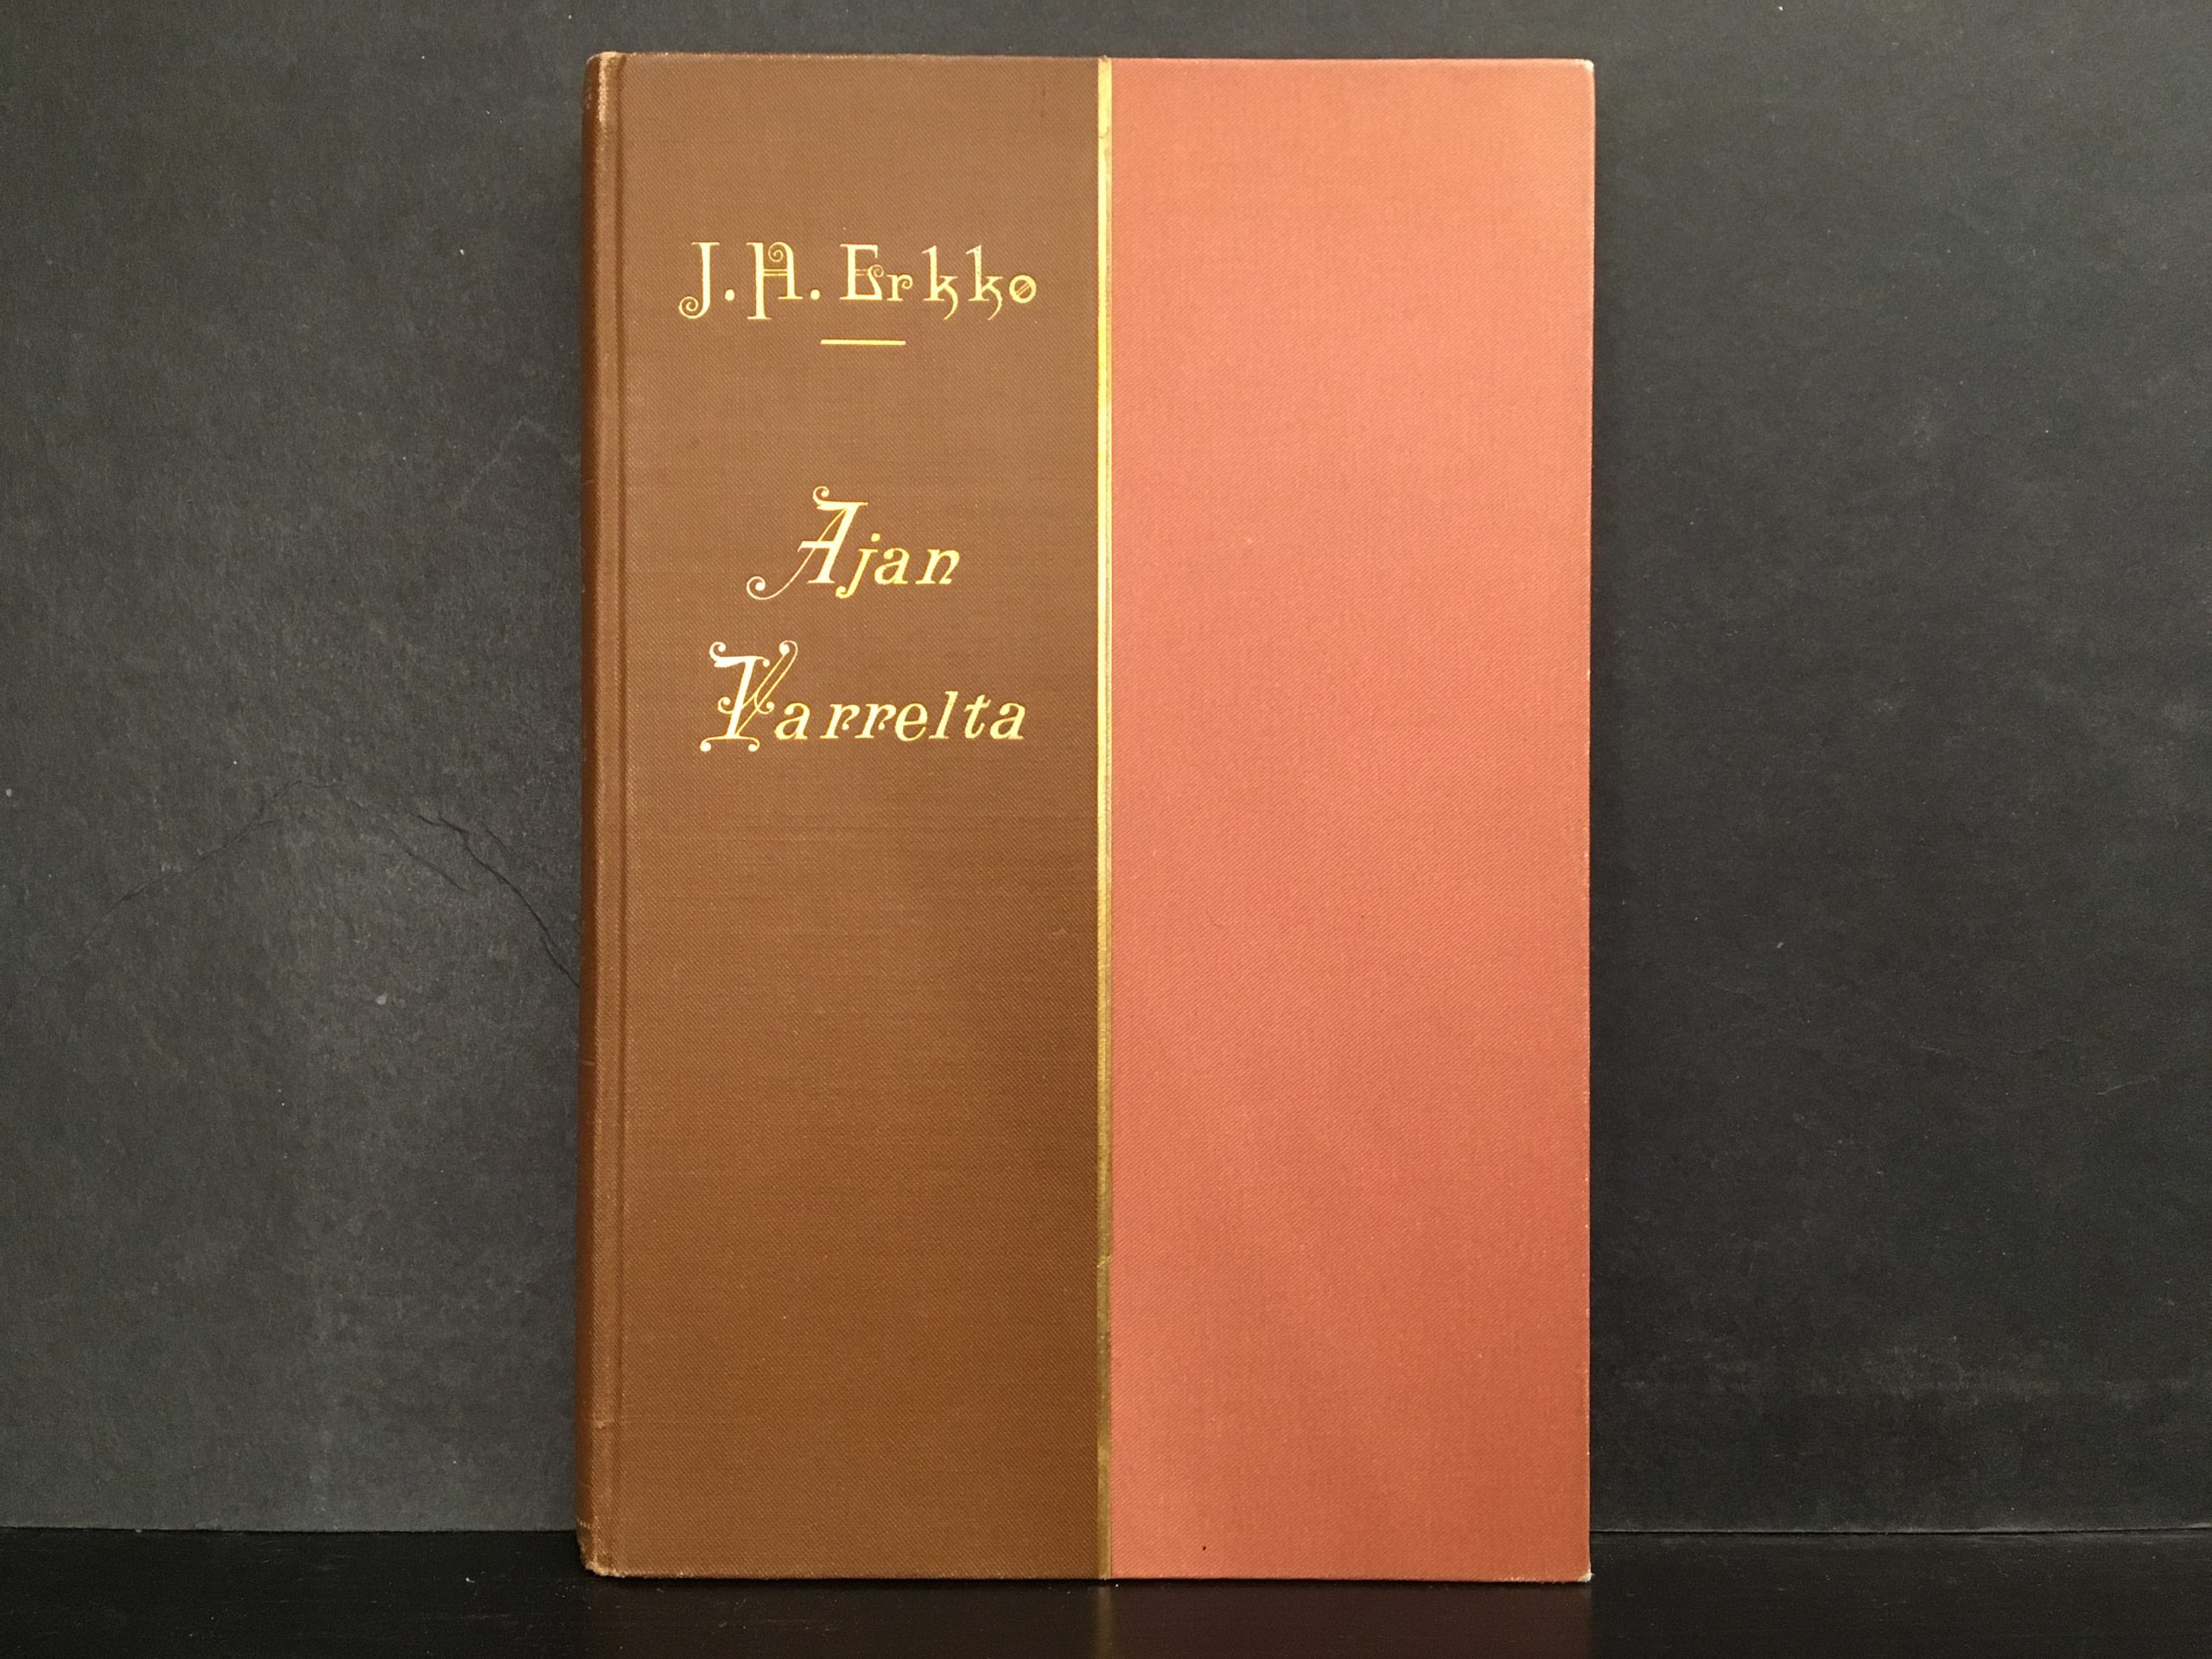 J. H. Erkko
Ajan
Varrelta